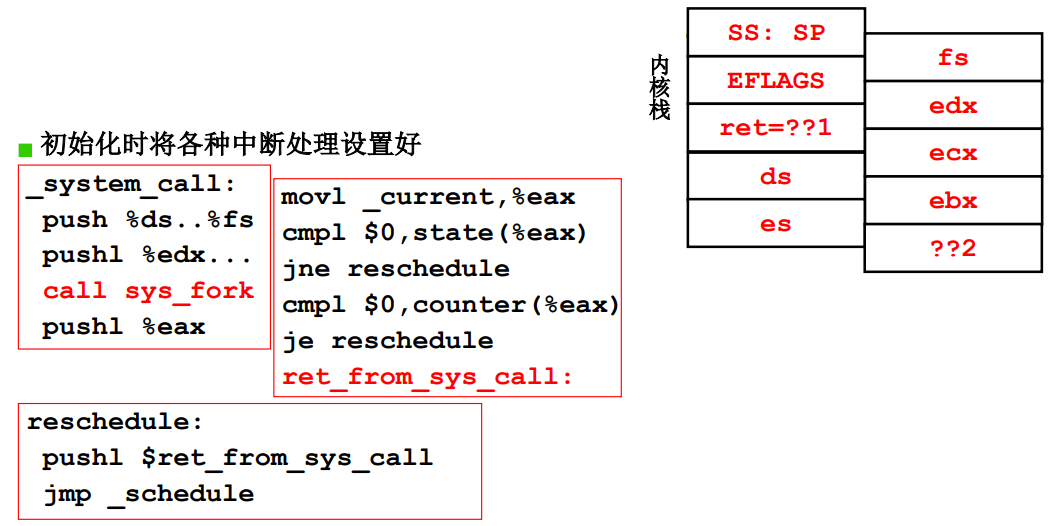 初始化时将各种中断处理设置好
_system_call:
push %ds..%fs
pushl %edx...
call sys_fork
pushl %eax
movl _current,%eax
cmpl $0,state(%eax)
jne reschedule
cmpl $0,counter(%eax)
je reschedule
ret_from_sys_call:
reschedule:
pushl $ret_from_sys_call
jmp _schedule
内核栈
SS: SP
EFLAGS
ret=??1
ds
es
fs
edx
ecx
ebx
??2